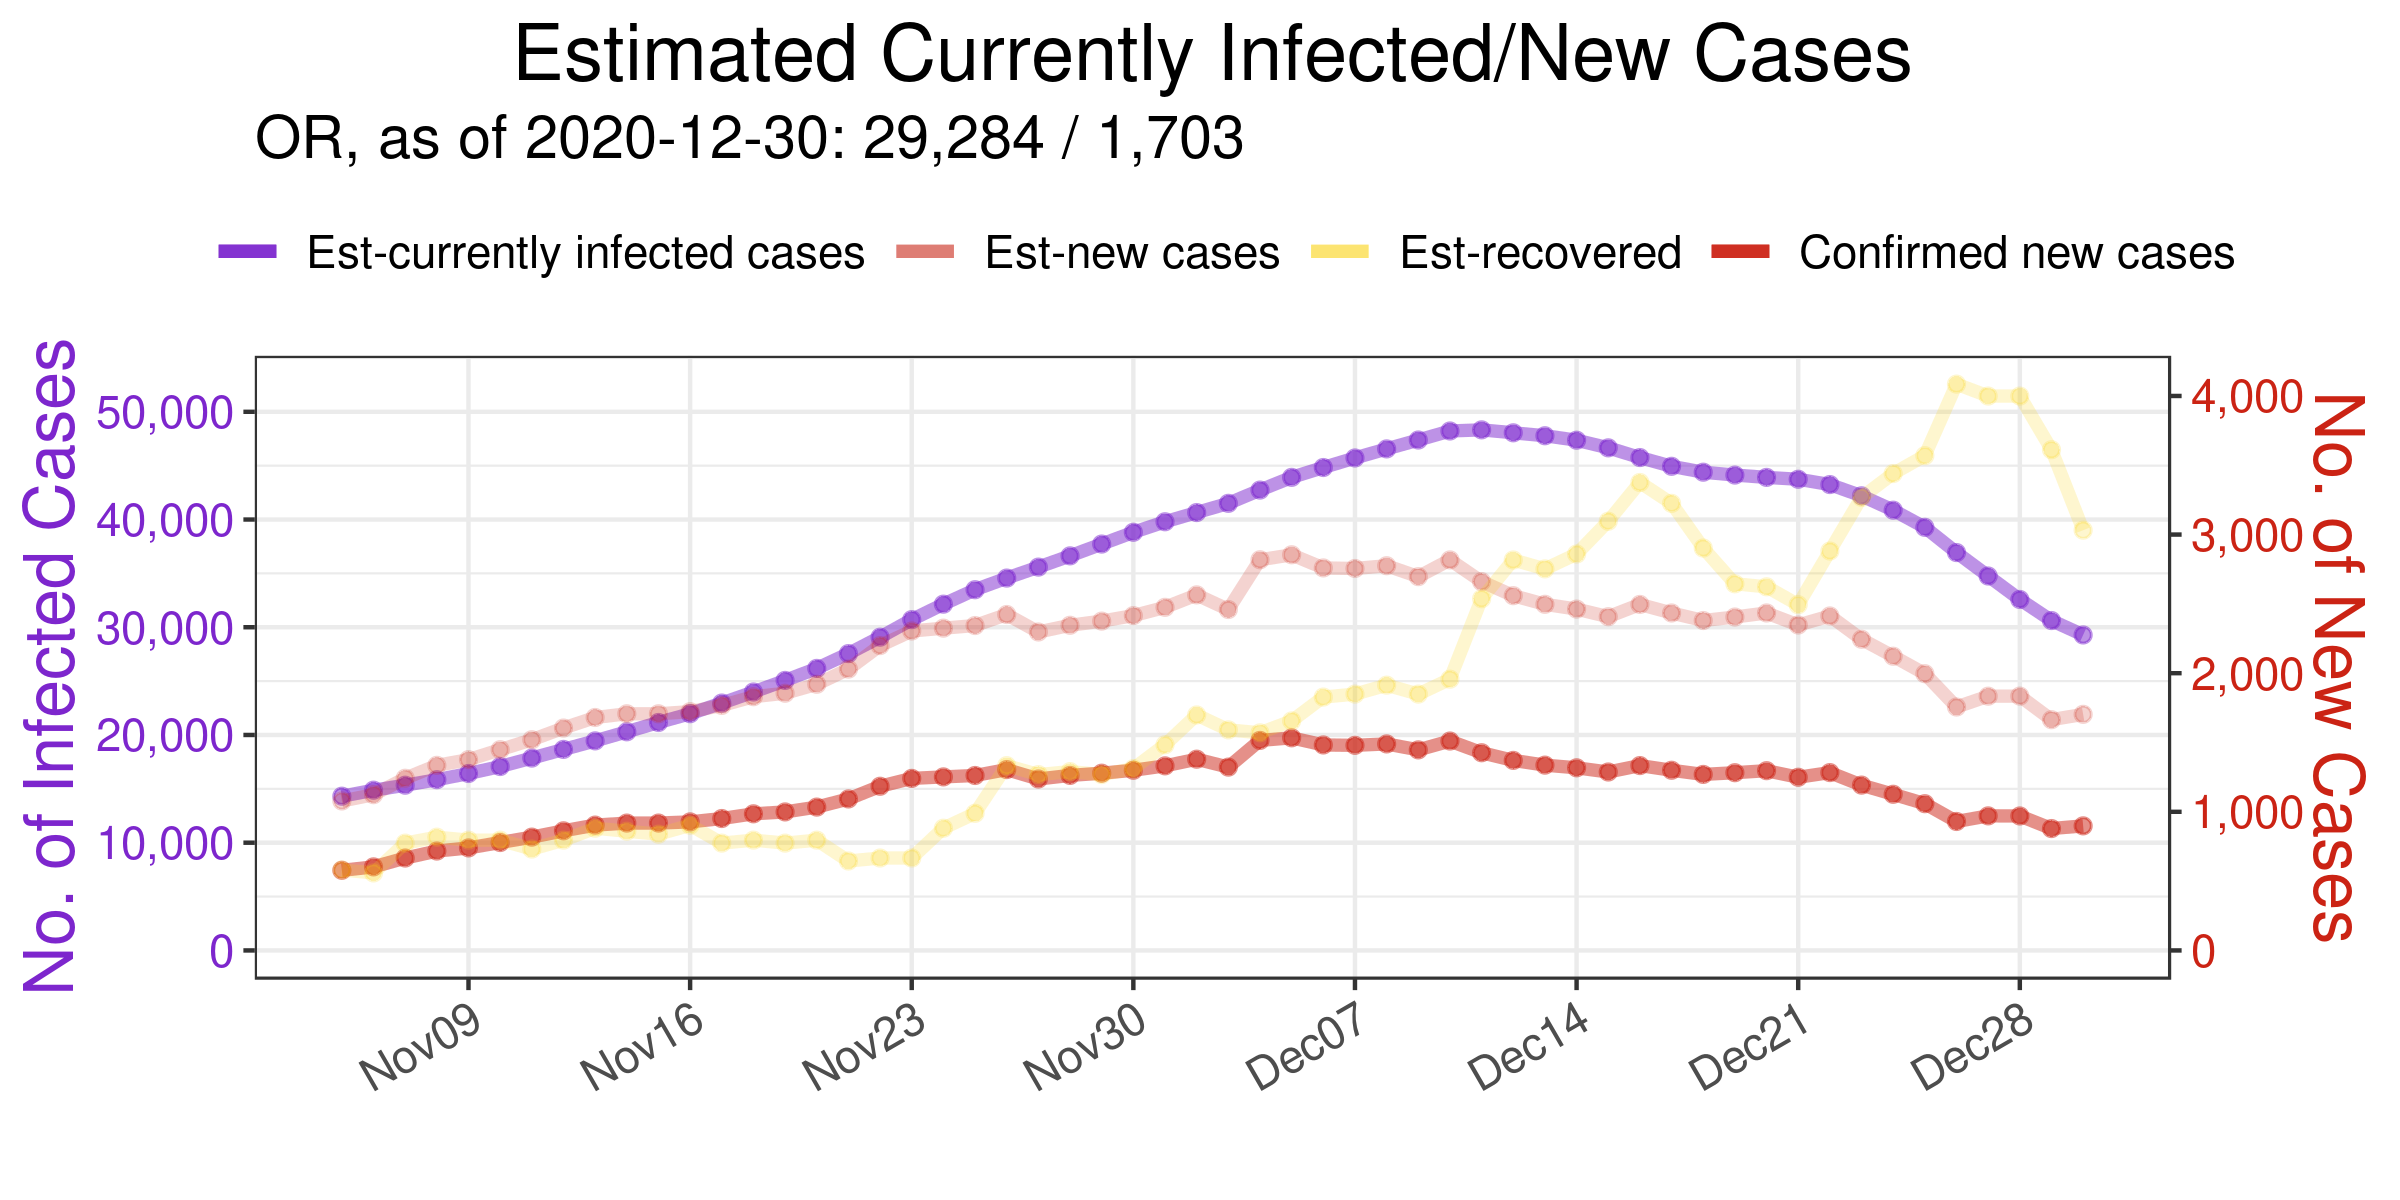 Estimated Currently Infected/New Cases
OR, as of 2020-12-30: 29,284 / 1,703
Est-currently infected cases Est-new cases Est-recovered Confirmed new cases
No. of Infected Cases
50,000
40,000
30,000
20,000
10,000
0
4,000
3,000
2,000
1,000
0
No. of New Cases
Nov09 Nov16 Nov23 Nov30 Dec07 Dec14 Dec21 Dec28